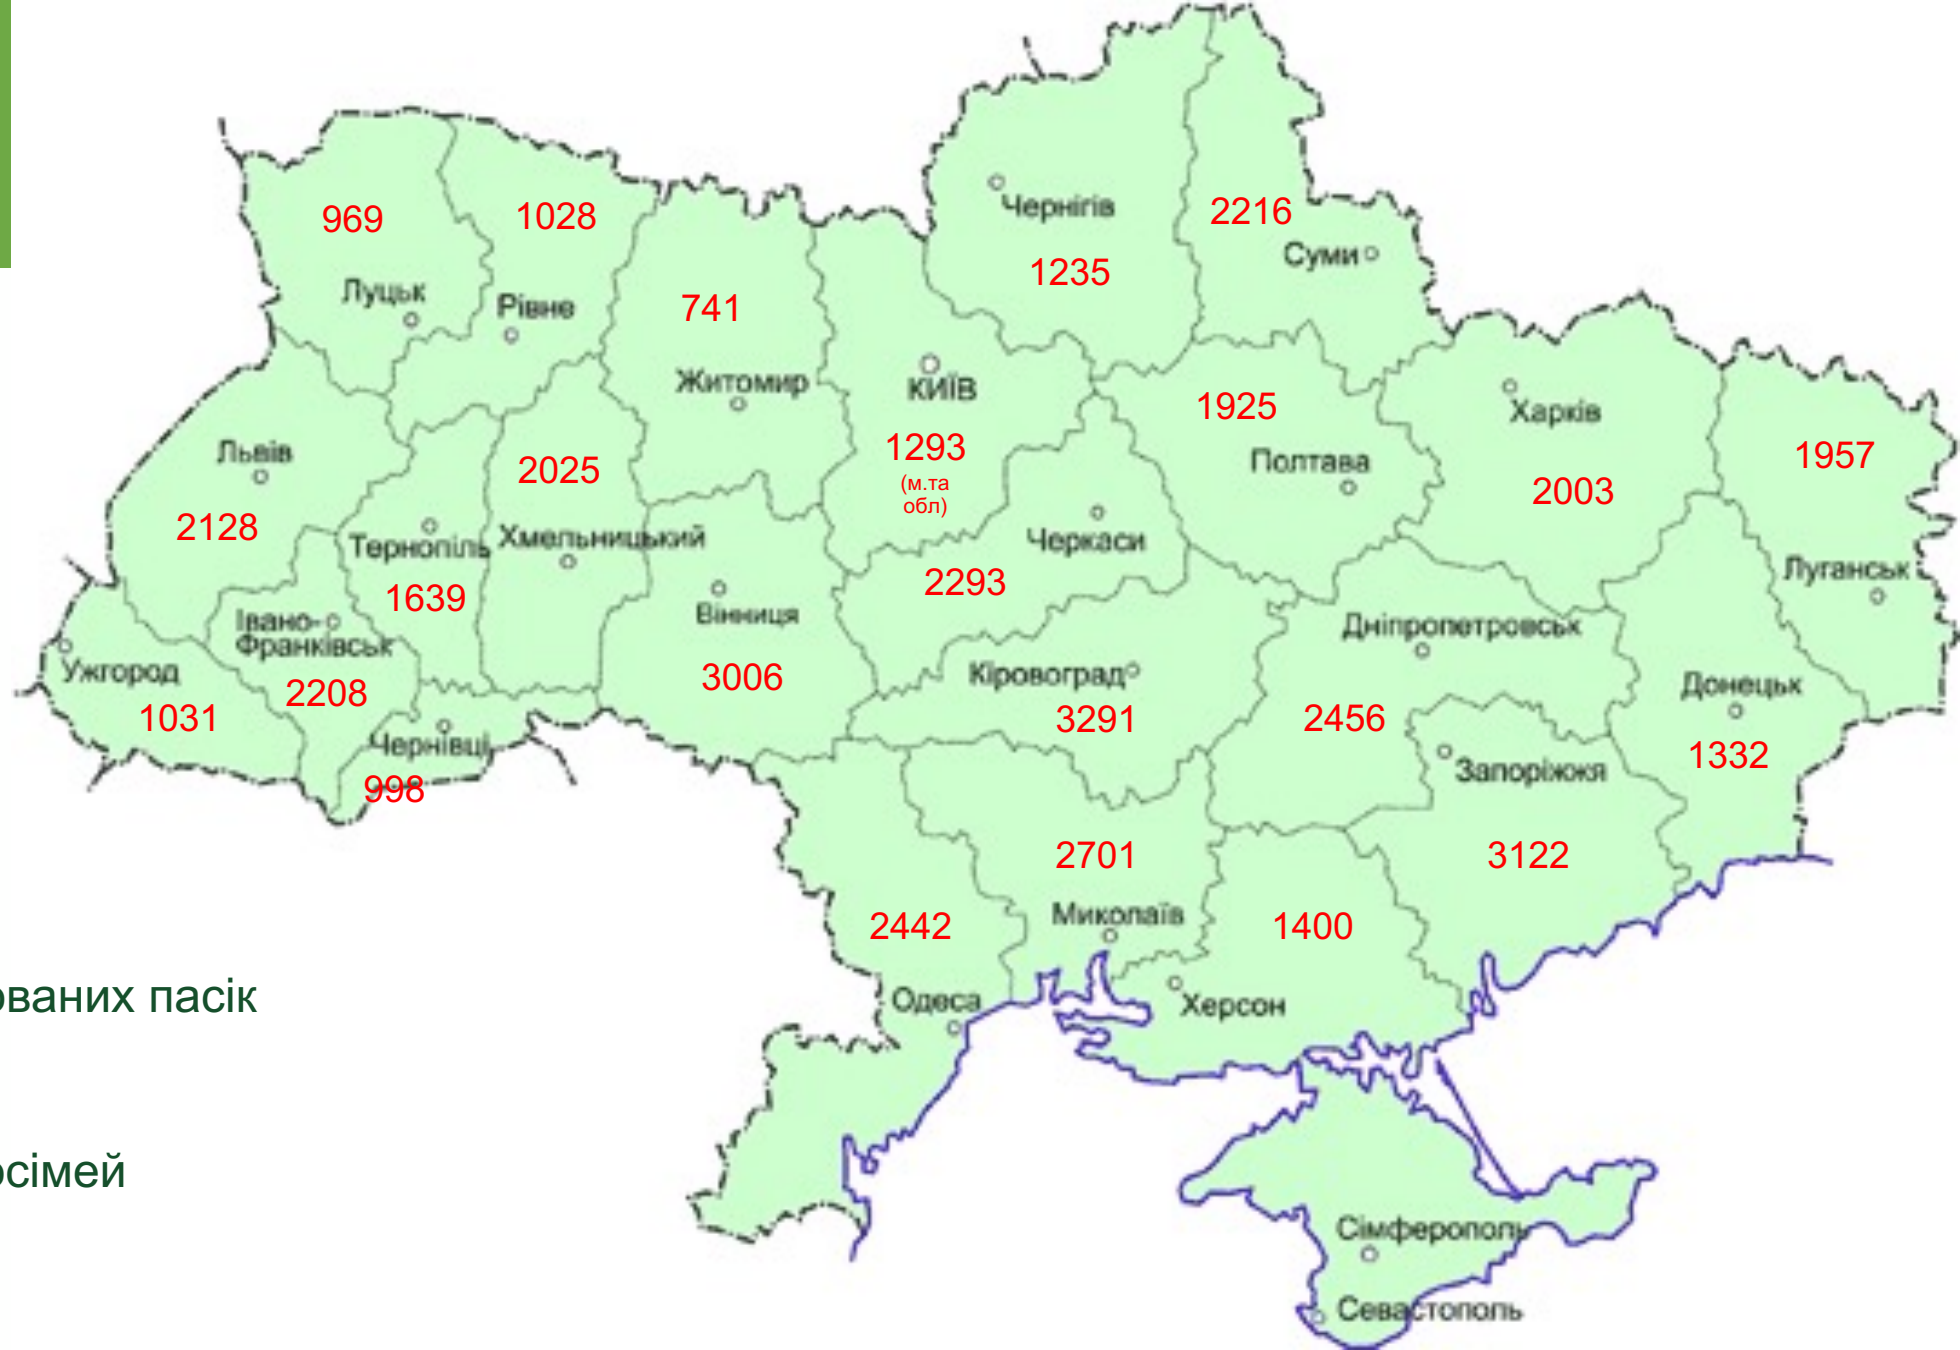 969
1028
Луцьк
Рівне
741
Житомир
Чернігів
1235
2216
Суми
КИЇВ
1293
(м.та
обл)
1925
Полтава
Харків
2003
1957
Луганськ
Львів
2128
Тернопіль
1639
2025
Хмельницький
Вінниця
3006
Черкаси
2293
Івано-
Франківськ
2208
Ужгород
1031
Чернівці
998
Кіровоград
3291
Дніпропетровськ
2456
Донецьк
1332
Запоріжжя
3122
2701
Миколаїв
2442
Одеса
1400
Херсон
Сімферополь
Севастополь
ованих пасік
осімей